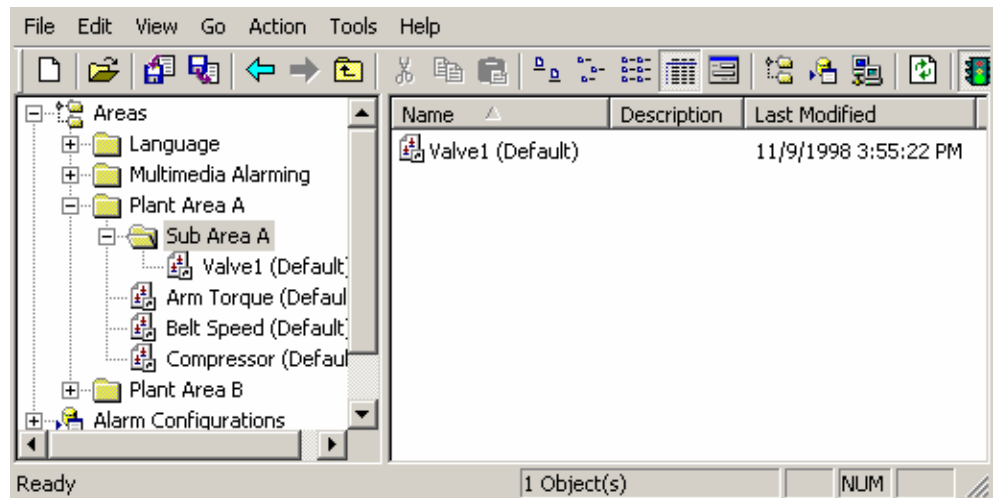 File Edit View Go Action Tools Help
Areas
Language
Multimedia Alarming
Plant Area A
Sub Area A
Valve1 (Default)
Arm Torque (Defaul
Belt Speed (Default)
Compressor (Defaul
Plant Area B
Alarm Configurations
Name Description Last Modified
Valve1 (Default) 11/9/1998 3:55:22 PM
Ready 1 Object(s) NUM